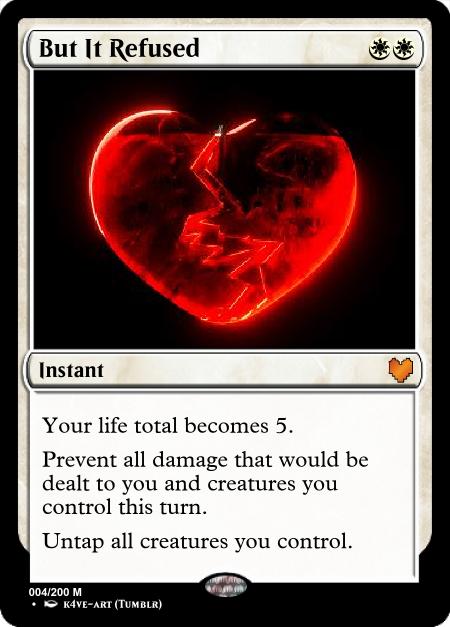 But It Refused
Instant
Your life total becomes 5.
Prevent all damage that would be
dealt to you and creatures you
control this turn.
Untap all creatures you control.
004/200 M
• K4VE-ART (TUMBLR)